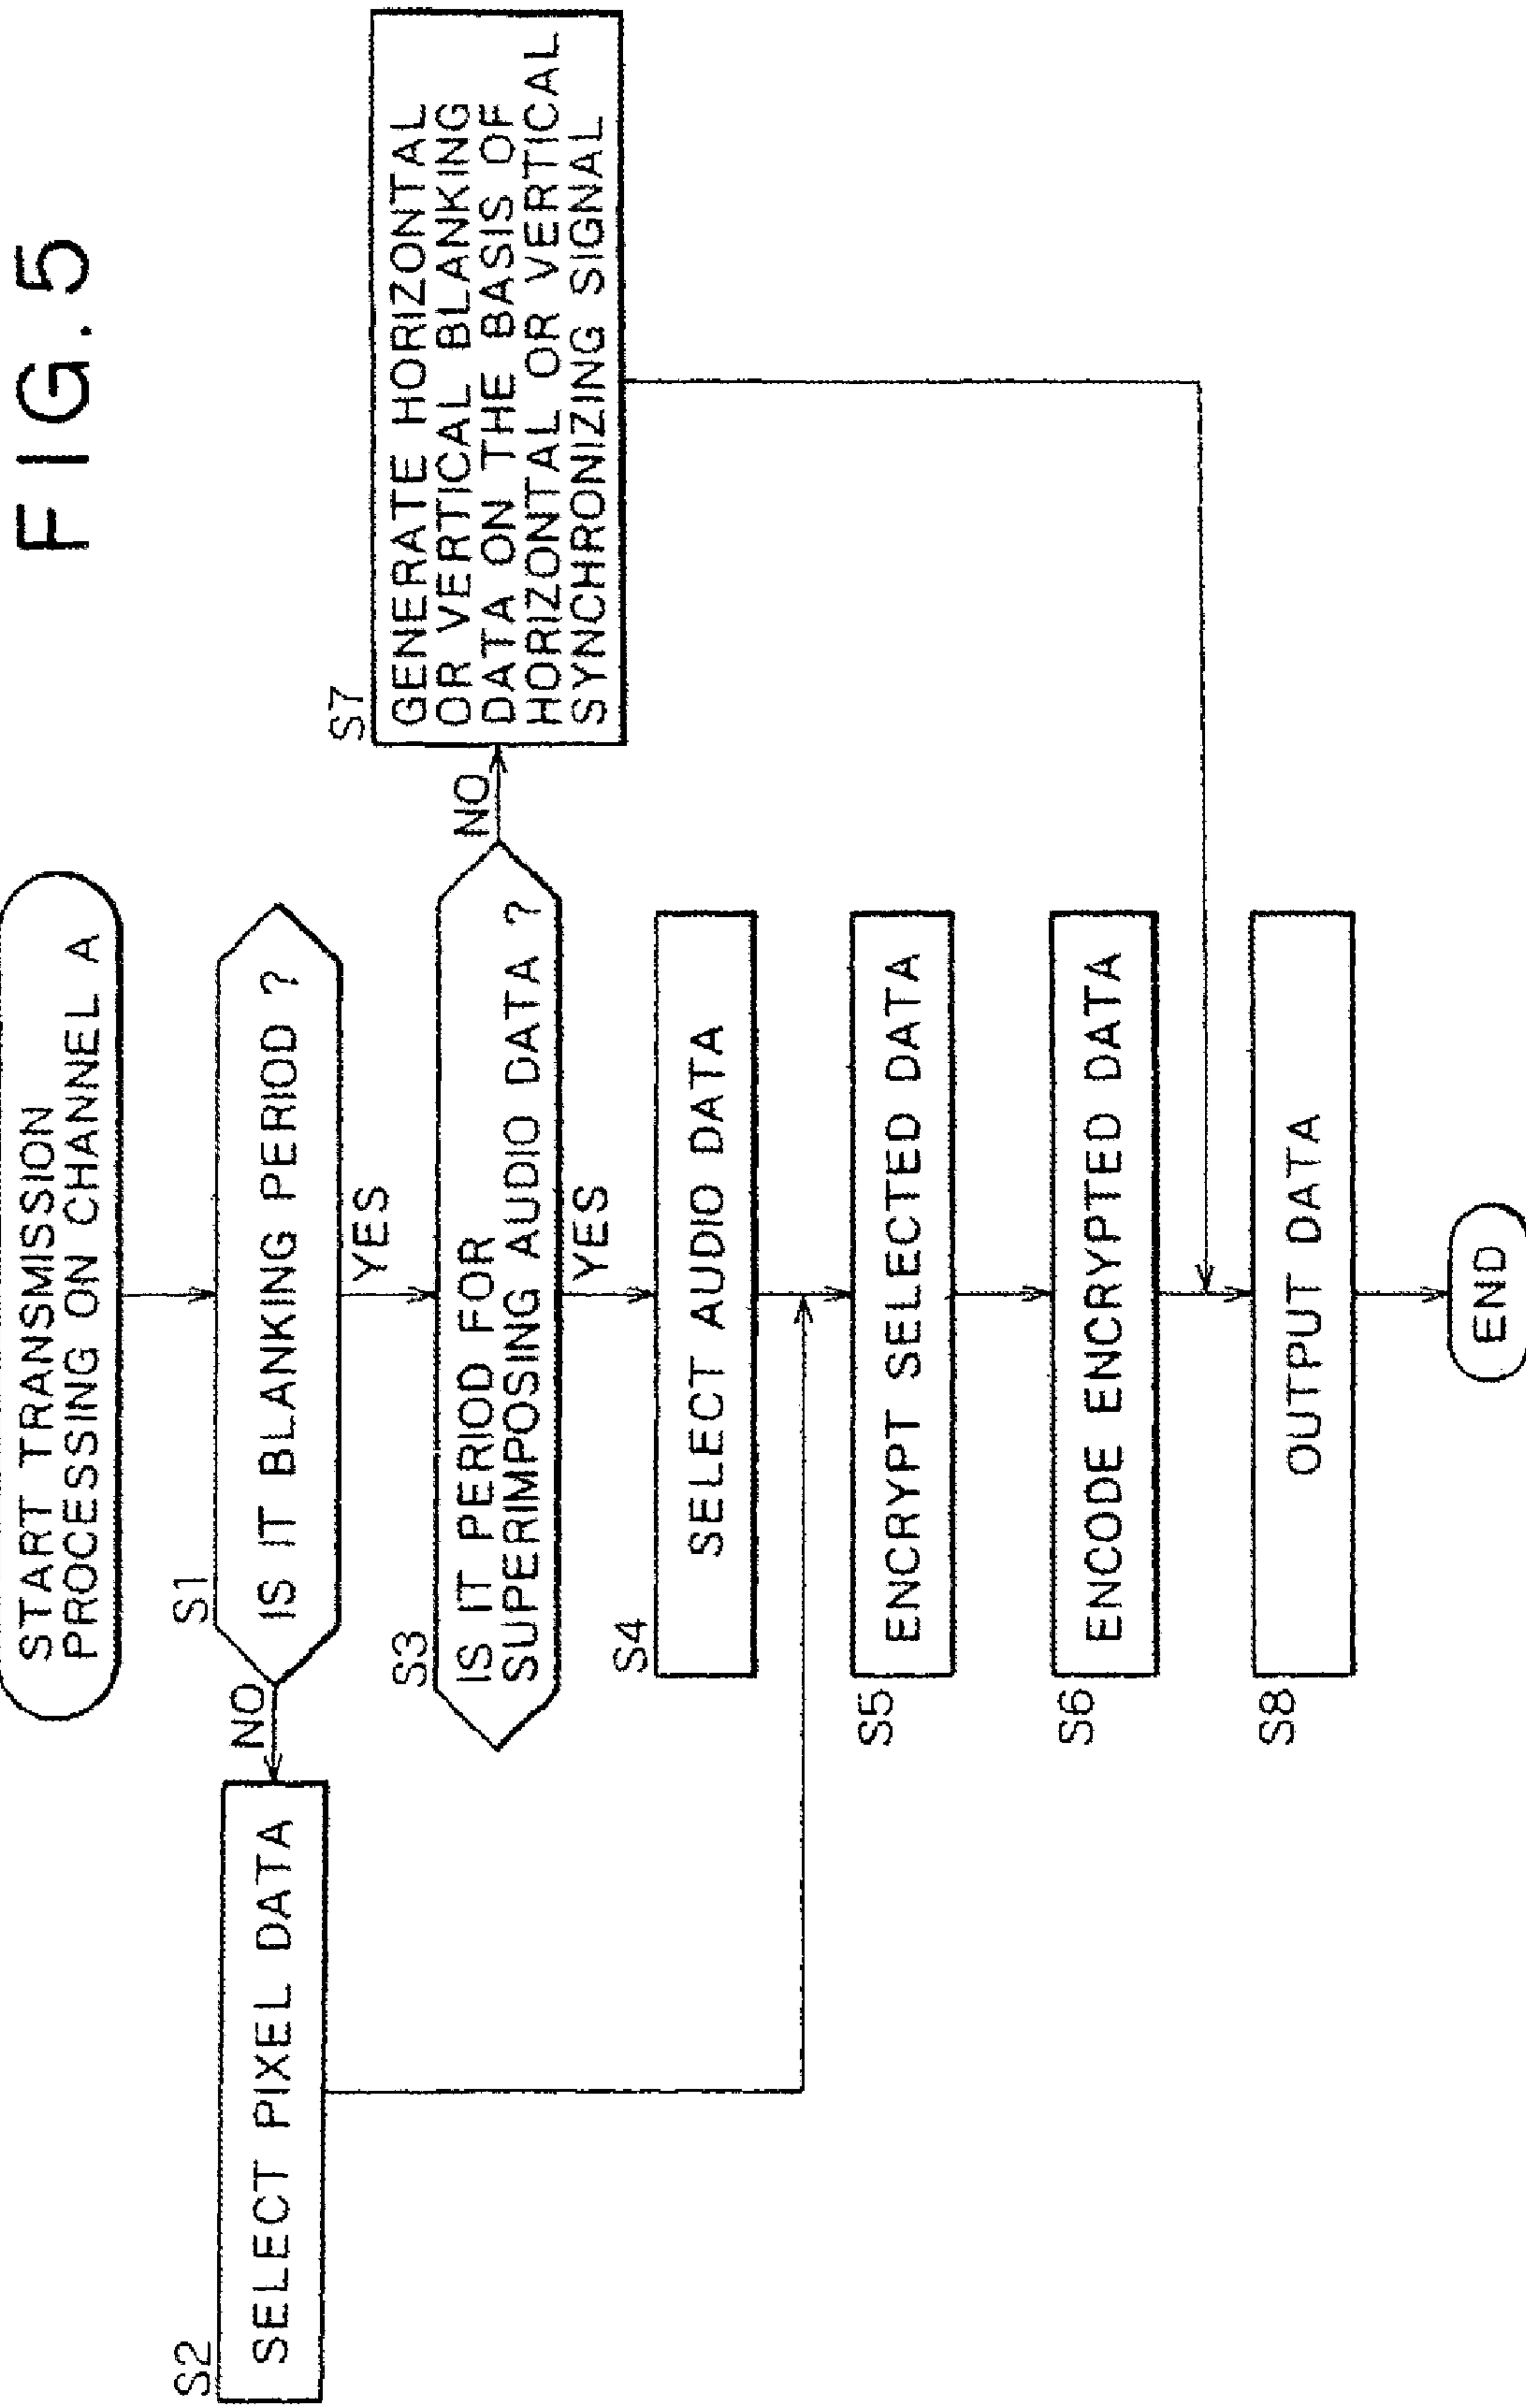 FIG.5
START TRANSMISSION
PROCESSING ON CHANNEL A
S1
IS IT BLANKING PERIOD ?
NO
YES
S2
SELECT PIXEL DATA
S3
IS IT PERIOD FOR
SUPERIMPOSING AUDIO DATA ?
NO
YES
S7
GENERATE HORIZONTAL
OR VERTICAL BLANKING
DATA ON THE BASIS OF
HORIZONTAL OR VERTICAL
SYNCHRONIZING SIGNAL
S4
SELECT AUDIO DATA
S5
ENCRYPT SELECTED DATA
S6
ENCODE ENCRYPTED DATA
S8
OUTPUT DATA
END